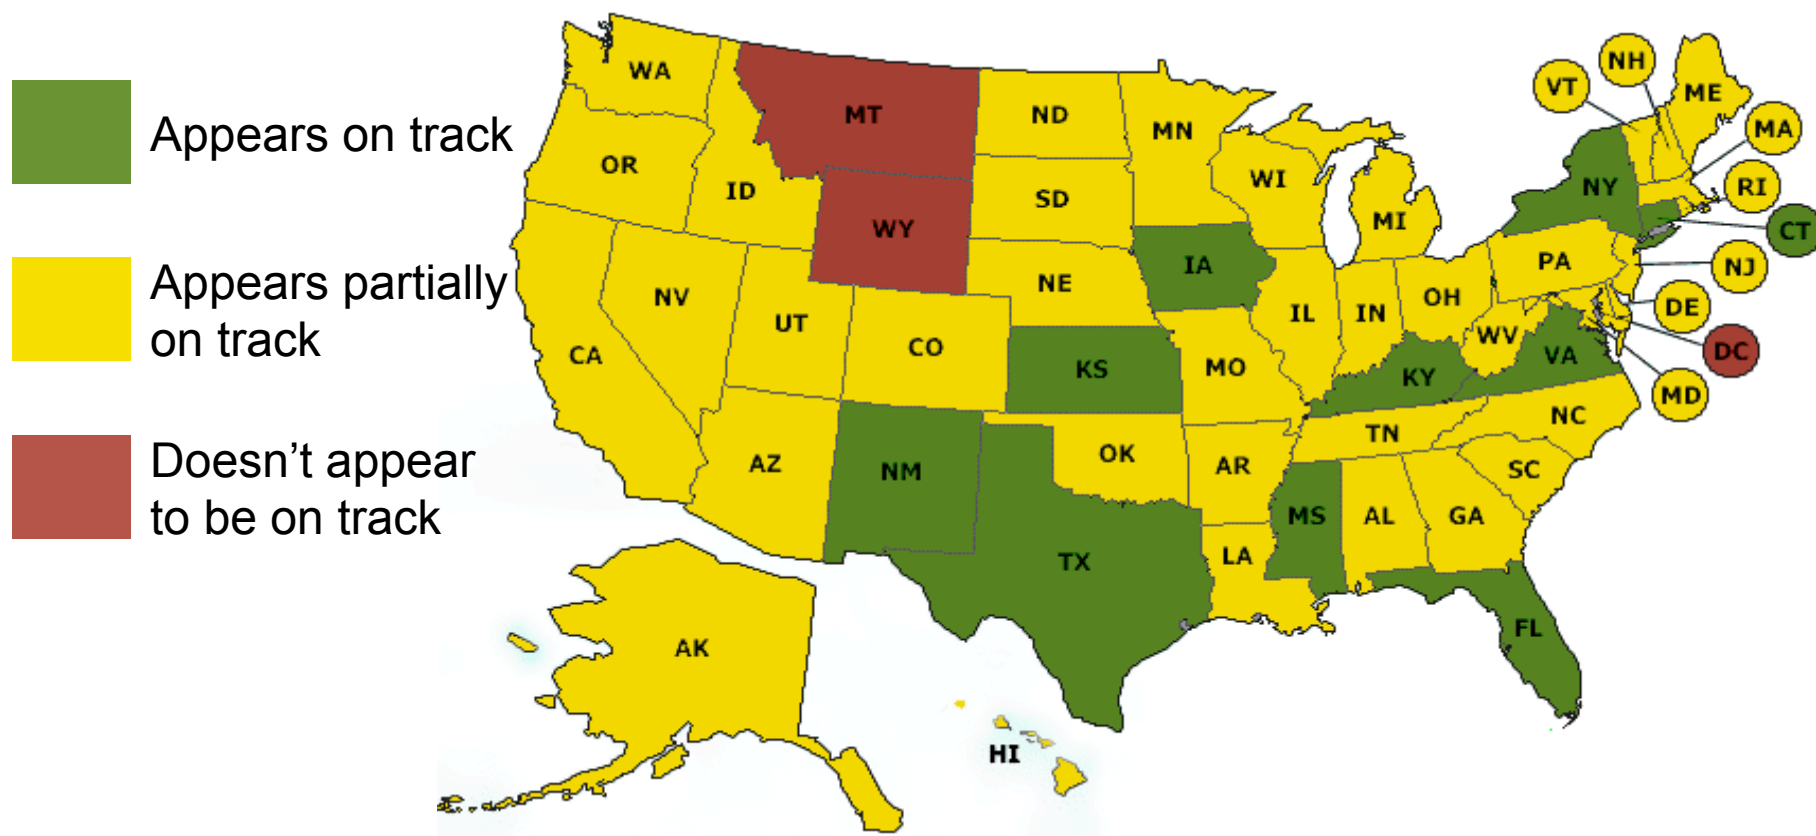 Appears on track
Appears partially
on track
Doesn’t appear
to be on track
WA
OR
ID
MT
WY
ND
SD
NE
MN
WI
MI
IA
NV
UT
CO
CA
AZ
NM
KS
OK
TX
MO
AR
LA
IL
IN
OH
KY
TN
MS
AL
GA
FL
SC
NC
VA
WV
PA
NY
VT
NH
ME
MA
RI
CT
NJ
DE
DC
MD
AK
HI